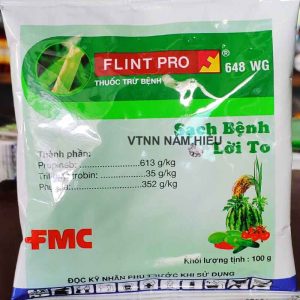 FLINT PRO ®
648 WG
THUỐC TRỪ BỆNH
VTNN NAM HIẾU
Sạch Bệnh
Lời To
Thành phần:
Propineb: 613 g/kg
Trifloxystrobin: 35 g/kg
Phụ gia: 352 g/kg
FMC
Khối lượng tịnh : 100 g
ĐỌC KỸ NHÃN PHỤ TRƯỚC KHI SỬ DỤNG